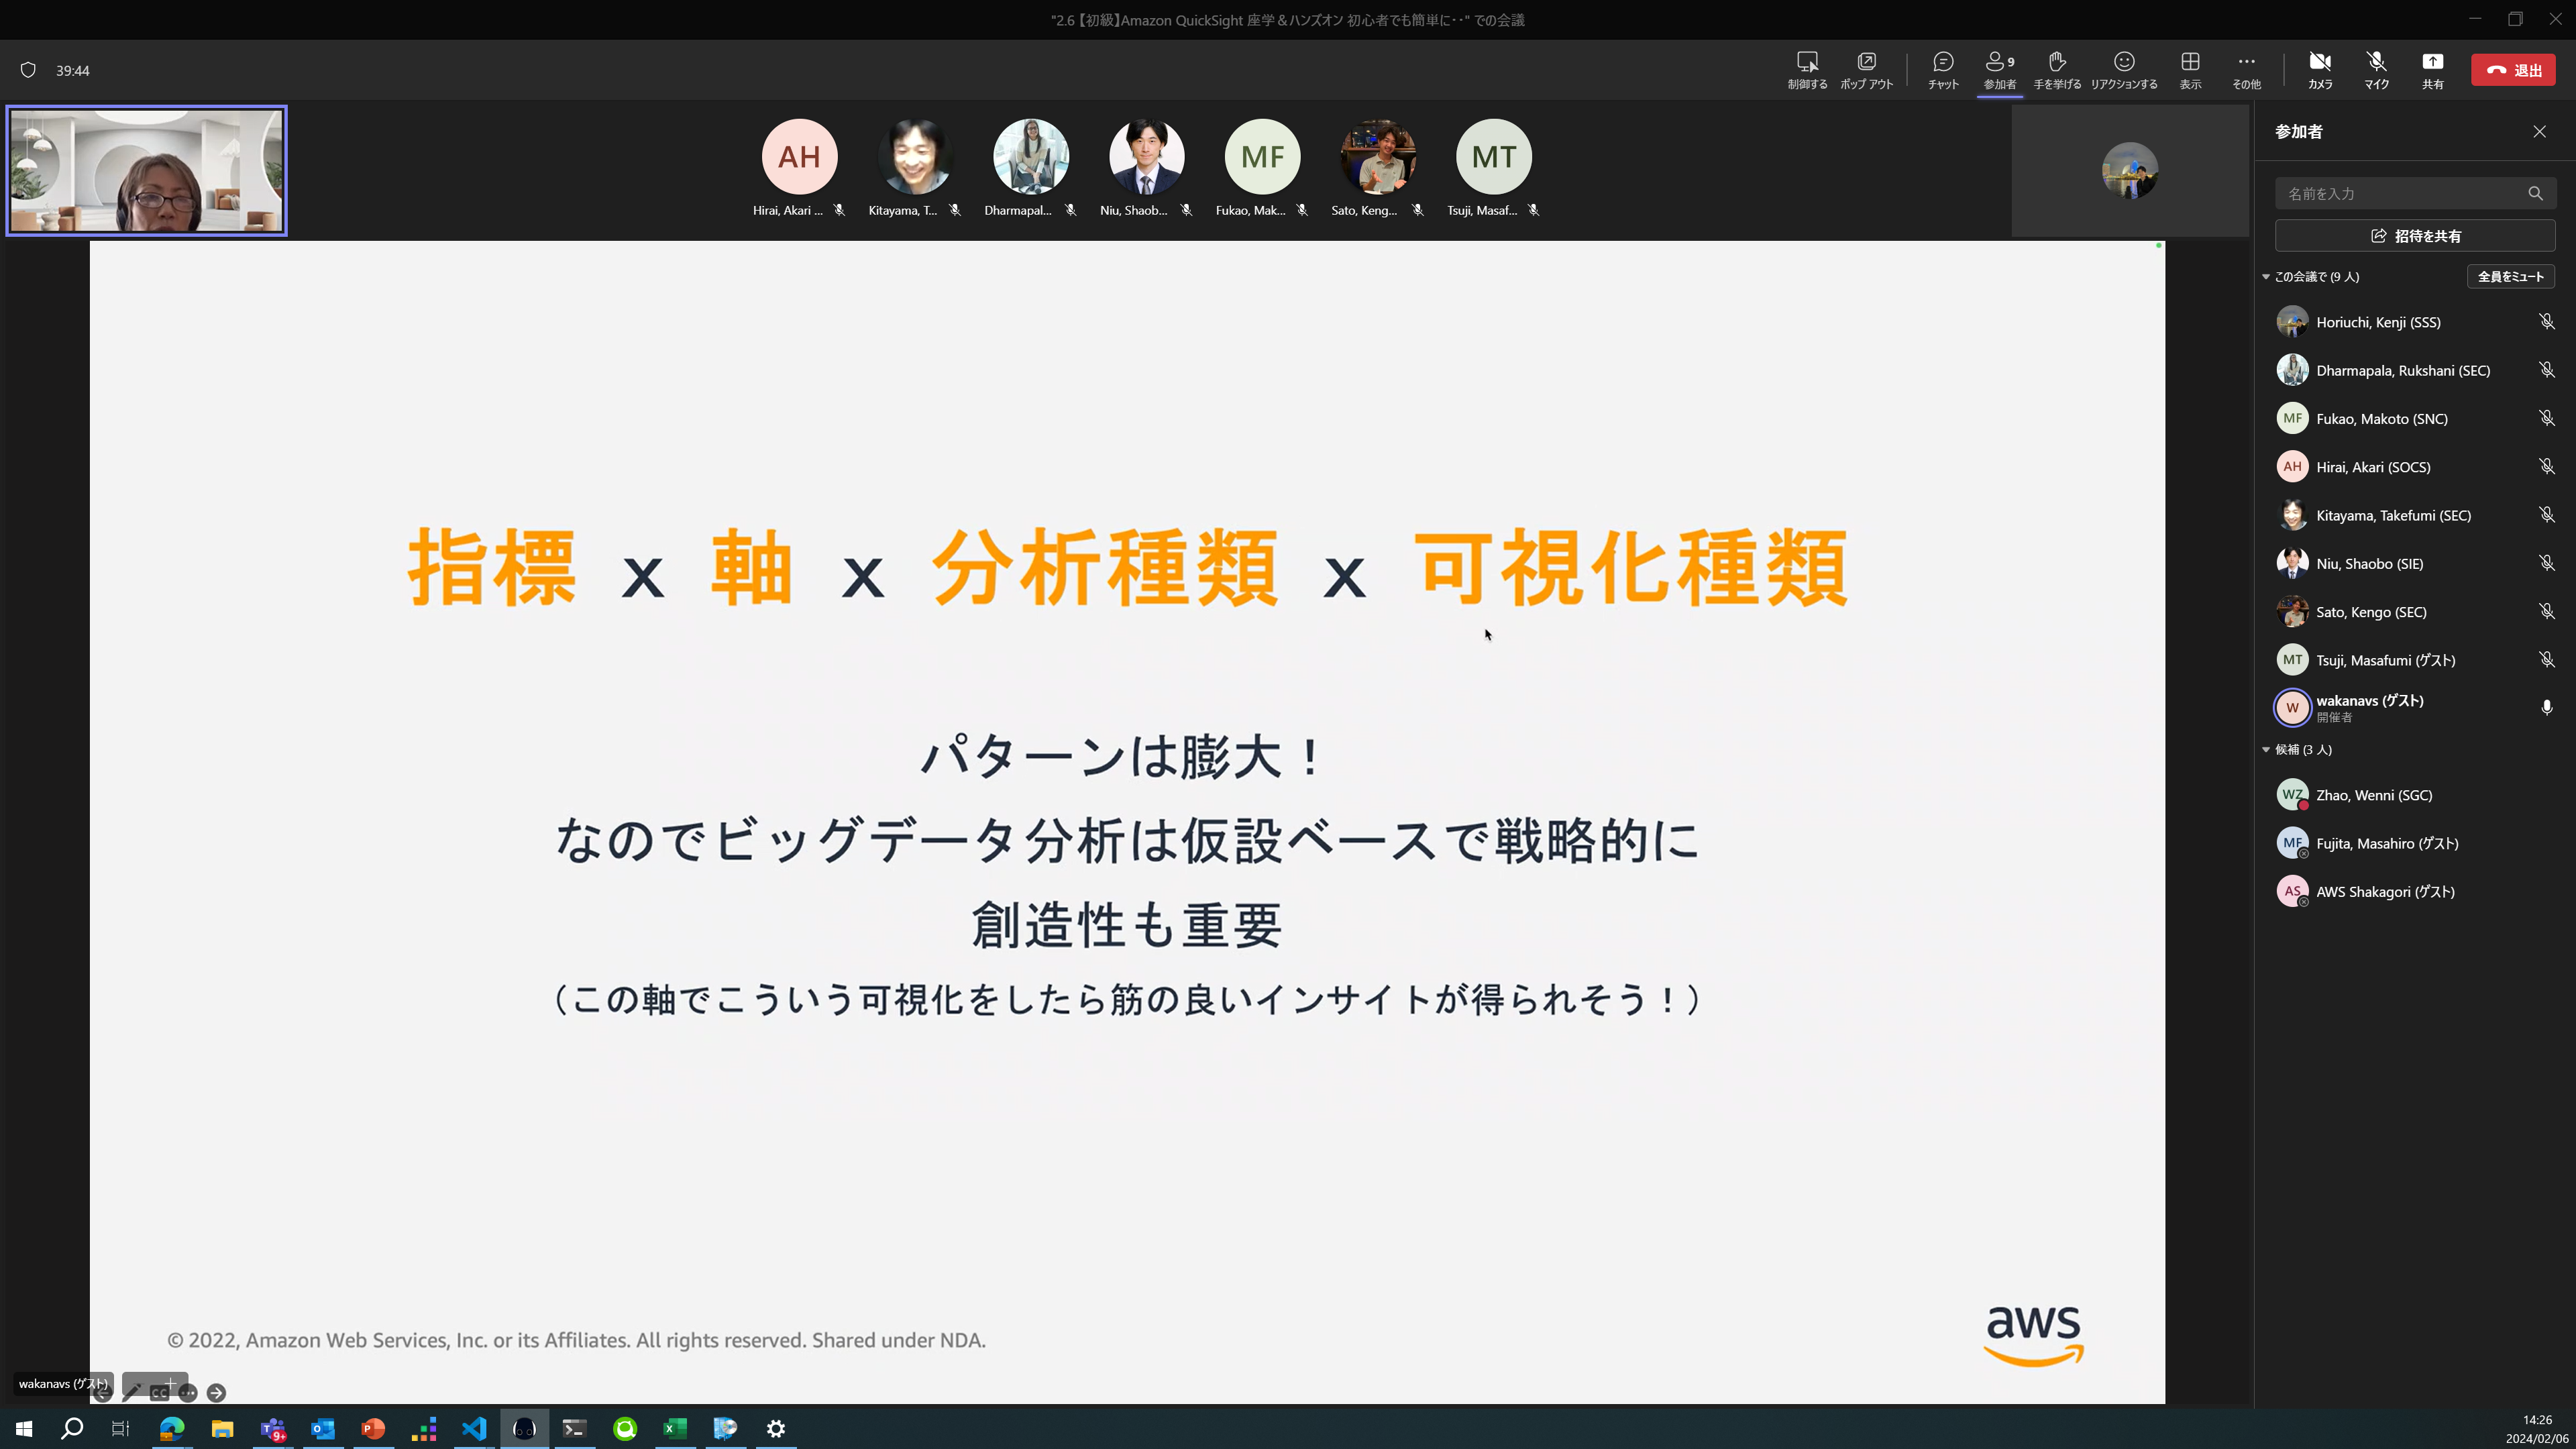 "2.6【初級】Amazon QuickSight 座学＆ハンズオン 初心者でも簡単に･･" での会議
39:44
制御する
ポップ アウト
チャット
9
参加者
手を挙げる
リアクションする
表示
その他
カメラ
マイク
共有
退出
AH
MF
MT
Hirai, Akari ...
Kitayama, T...
Dharmapal...
Niu, Shaob...
Fukao, Mak...
Sato, Keng...
Tsuji, Masaf...
指標 x 軸 x 分析種類 x 可視化種類
パターンは膨大！
なのでビッグデータ分析は仮設ベースで戦略的に
創造性も重要
（この軸でこういう可視化をしたら筋の良いインサイトが得られそう！）
© 2022, Amazon Web Services, Inc. or its Affiliates. All rights reserved. Shared under NDA.
aws
wakanavs (ゲスト)
参加者
名前を入力
招待を共有
この会議で (9 人)
全員をミュート
Horiuchi, Kenji (SSS)
Dharmapala, Rukshani (SEC)
MF
Fukao, Makoto (SNC)
AH
Hirai, Akari (SOCS)
Kitayama, Takefumi (SEC)
Niu, Shaobo (SIE)
Sato, Kengo (SEC)
MT
Tsuji, Masafumi (ゲスト)
W
wakanavs (ゲスト)
開催者
候補 (3 人)
WZ
Zhao, Wenni (SGC)
MF
Fujita, Masahiro (ゲスト)
AS
AWS Shakagori (ゲスト)
9+
14:26
2024/02/06